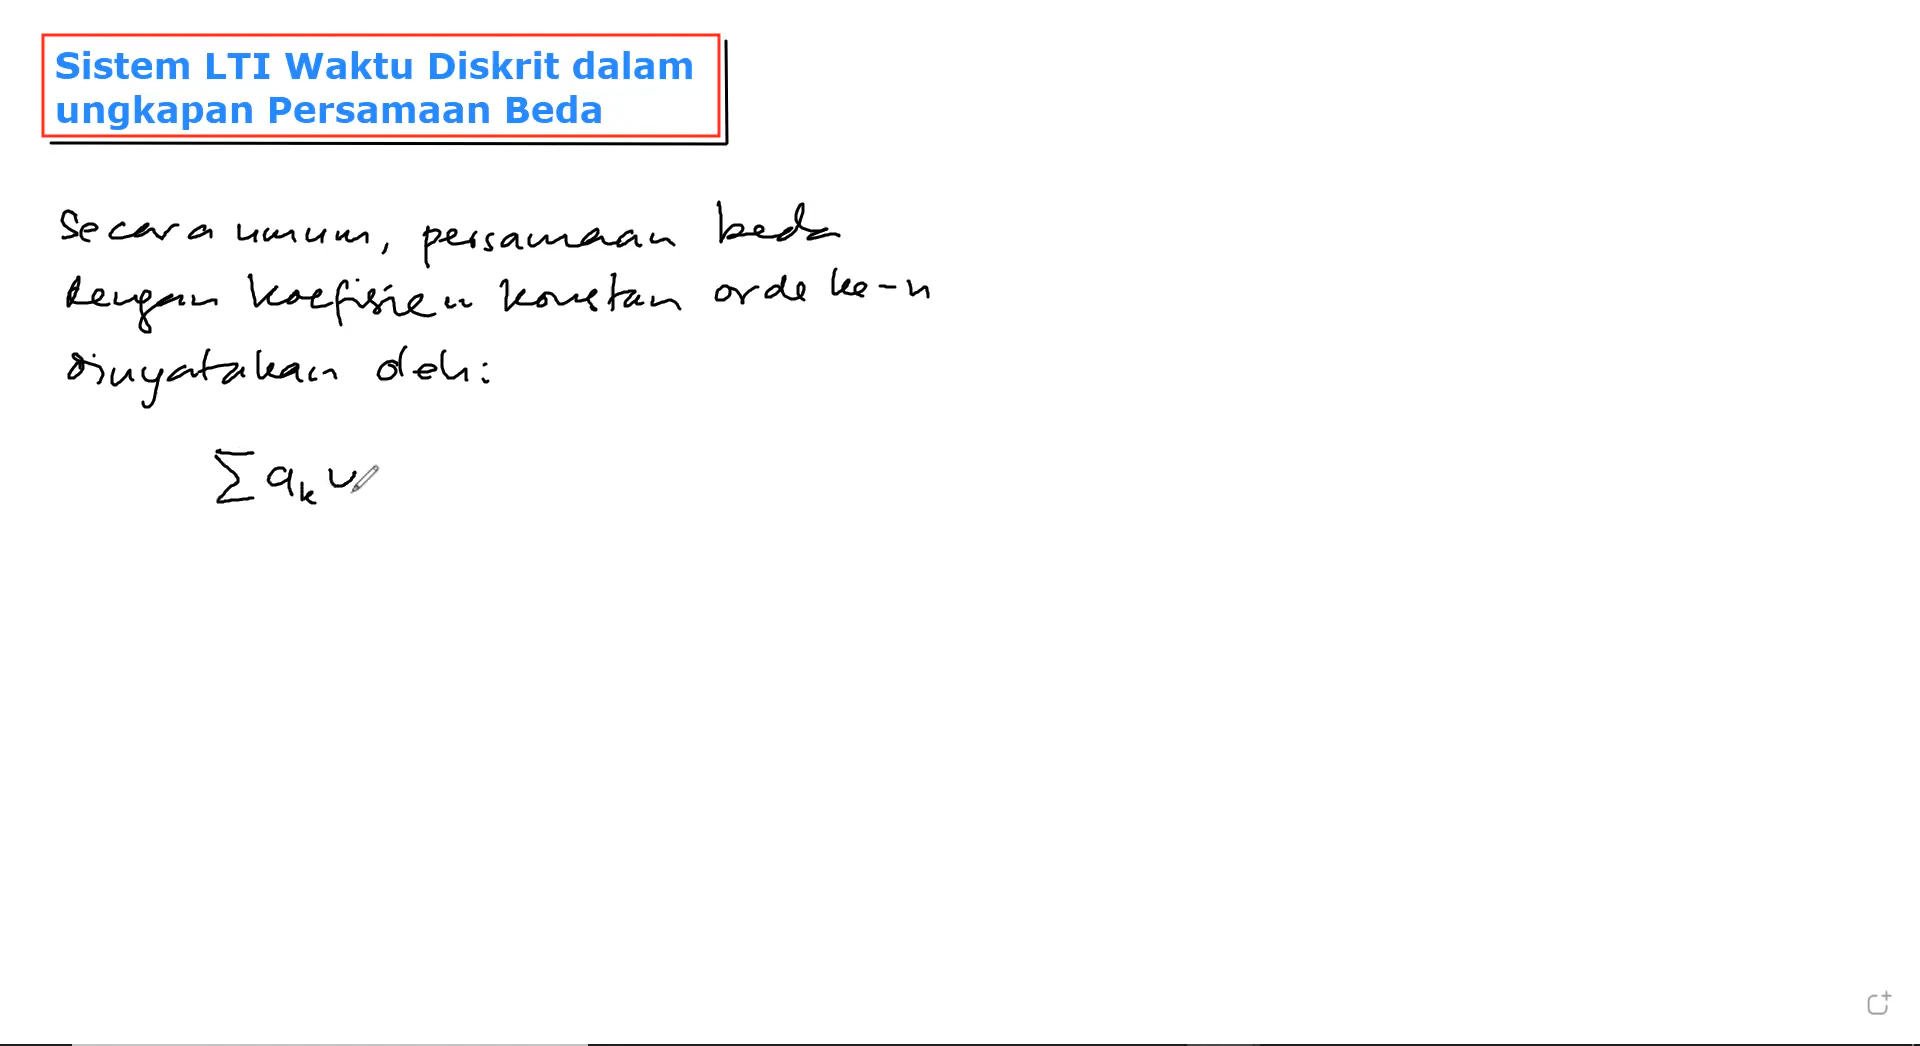 Sistem LTI Waktu Diskrit dalam
ungkapan Persamaan Beda
Secara umum, persamaan beda
dengan koefisien konstan orde ke-n
dinyatakan oleh:
∑ a_k